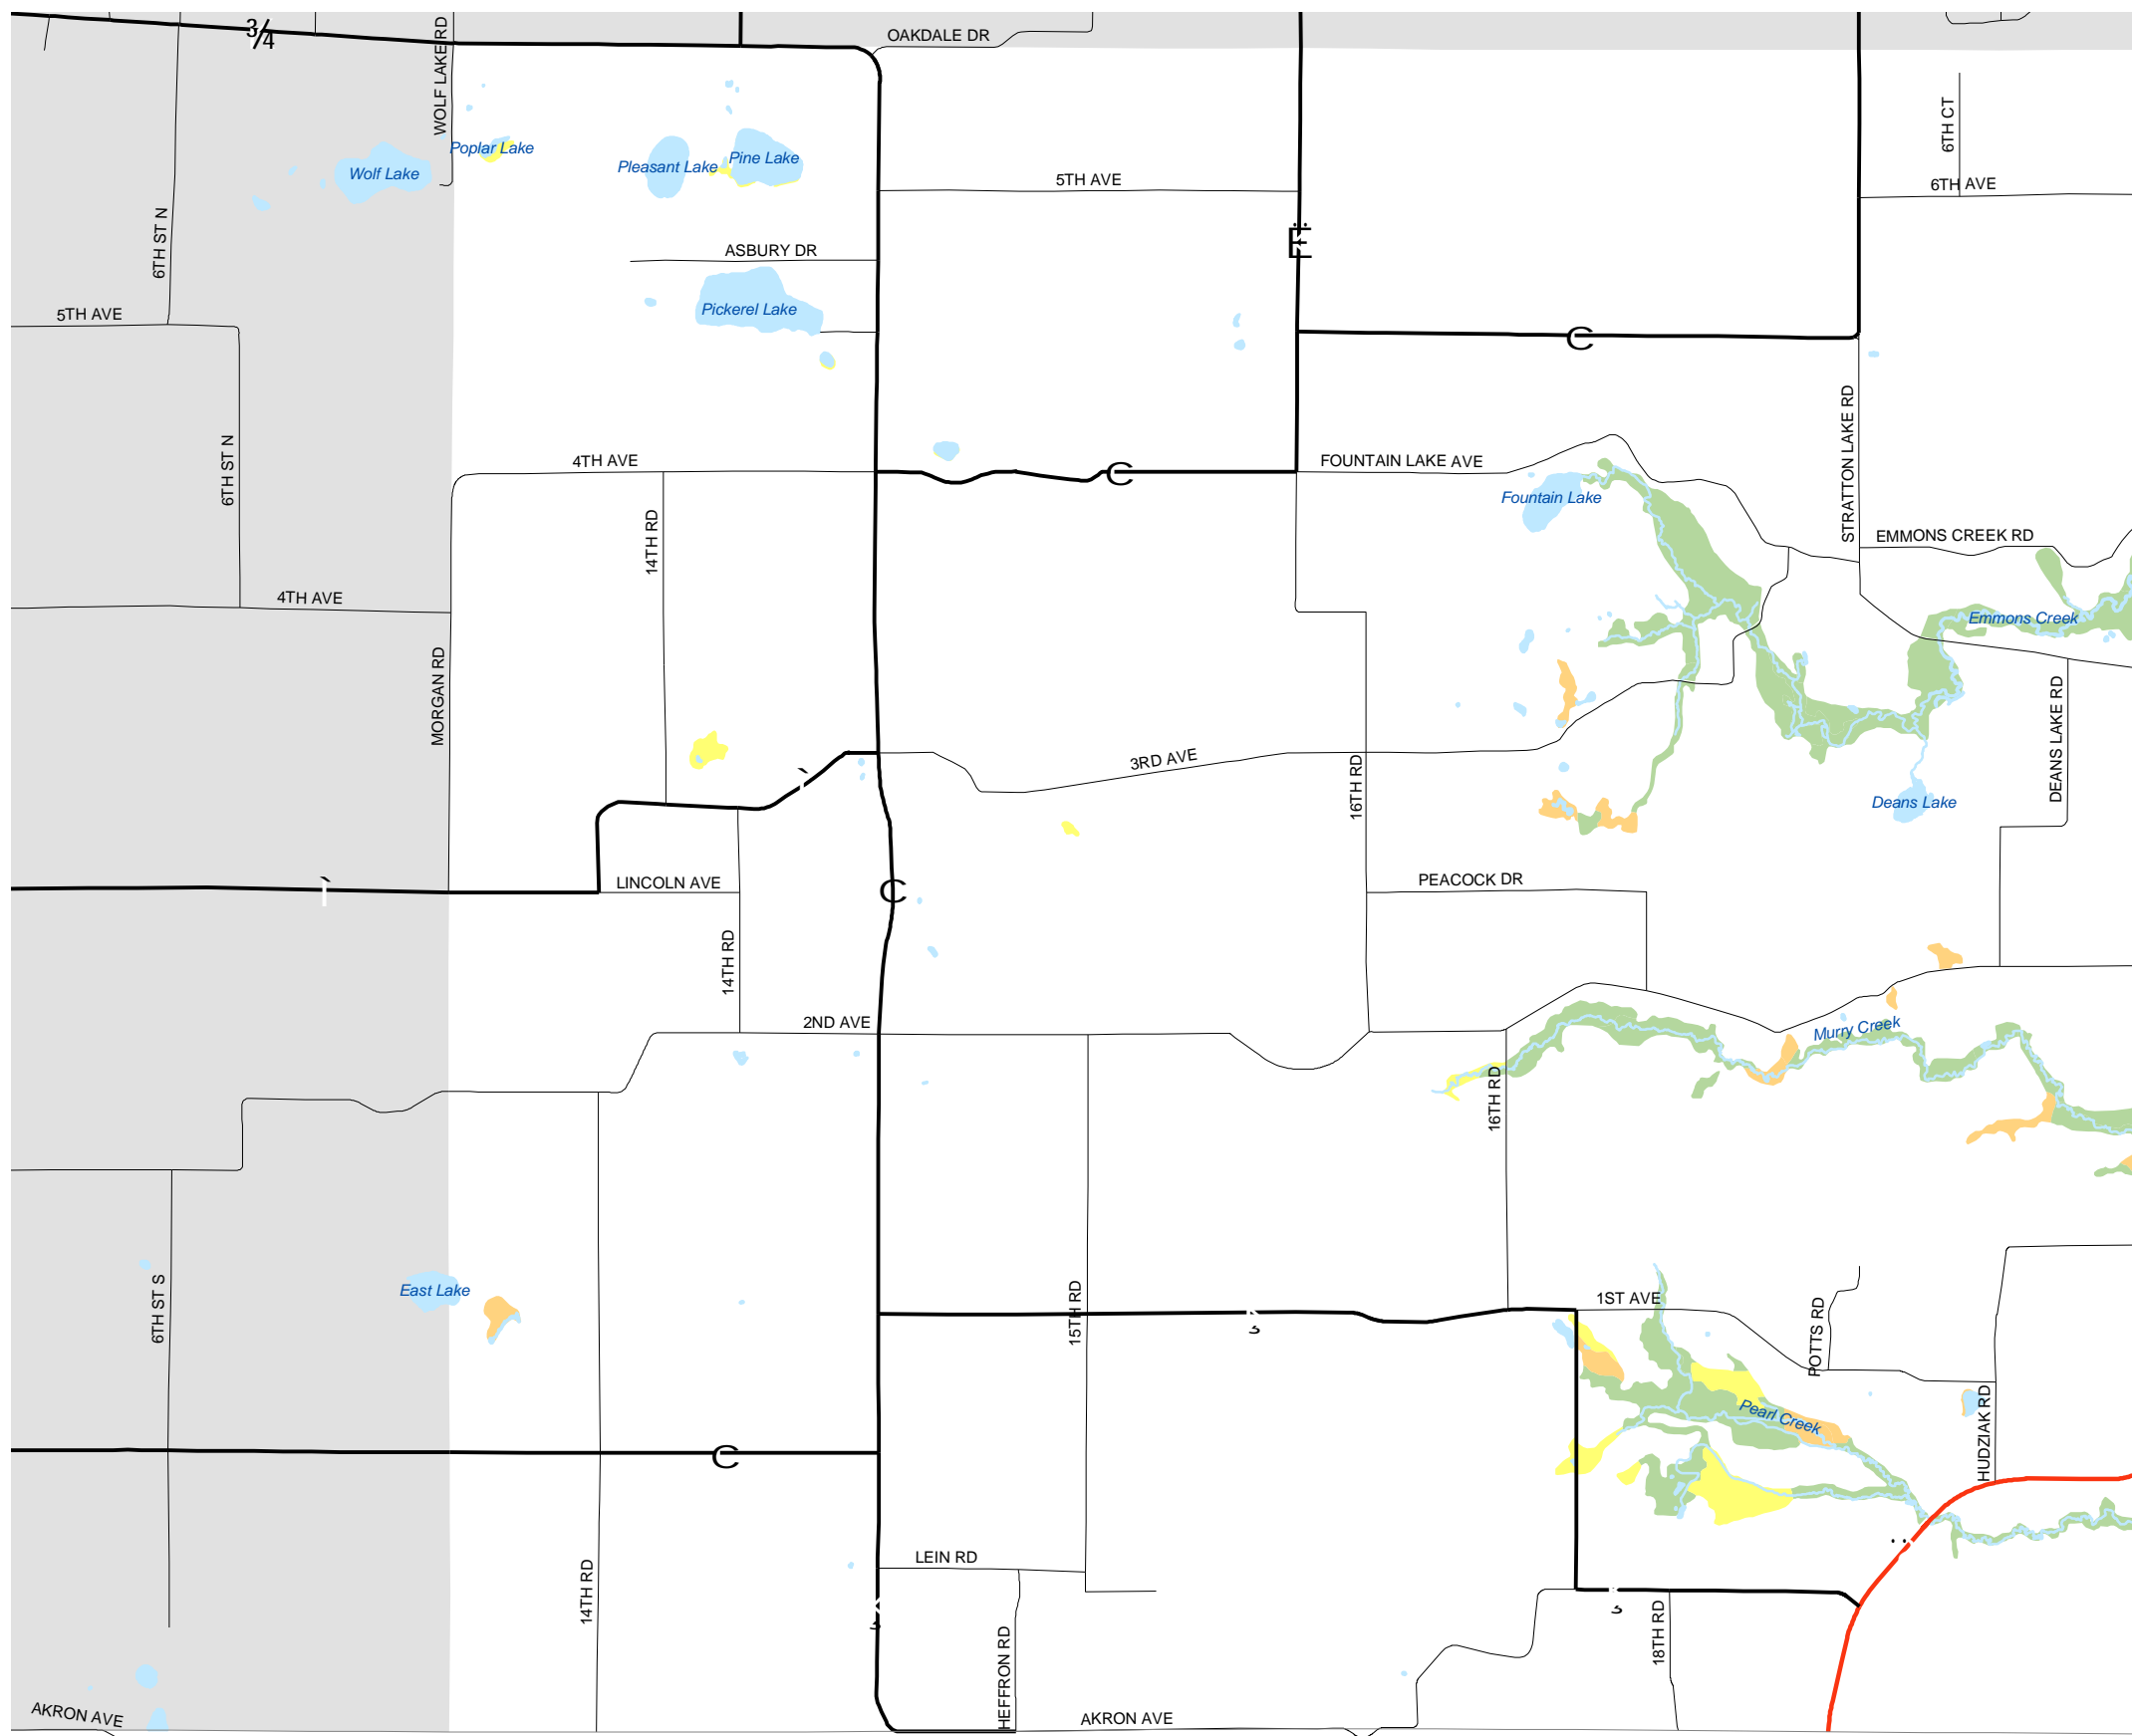 3/4
WOLF LAKE RD
OAKDALE DR
6TH CT
Poplar Lake
Pleasant Lake
Pine Lake
Wolf Lake
5TH AVE
6TH AVE
6TH ST N
ASBURY DR
Ë
Pickerel Lake
5TH AVE
C
STRATTON LAKE RD
6TH ST N
4TH AVE
C
FOUNTAIN LAKE AVE
Fountain Lake
14TH RD
EMMONS CREEK RD
4TH AVE
Emmons Creek
MORGAN RD
DEANS LAKE RD
3RD AVE
16TH RD
Deans Lake
LINCOLN AVE
C
PEACOCK DR
14TH RD
2ND AVE
Murry Creek
16TH RD
East Lake
6TH ST S
15TH RD
1ST AVE
POTTS RD
3
Pearl Creek
HUDZIAK RD
C
LEIN RD
14TH RD
3
3
18TH RD
HEFFRON RD
AKRON AVE
AKRON AVE